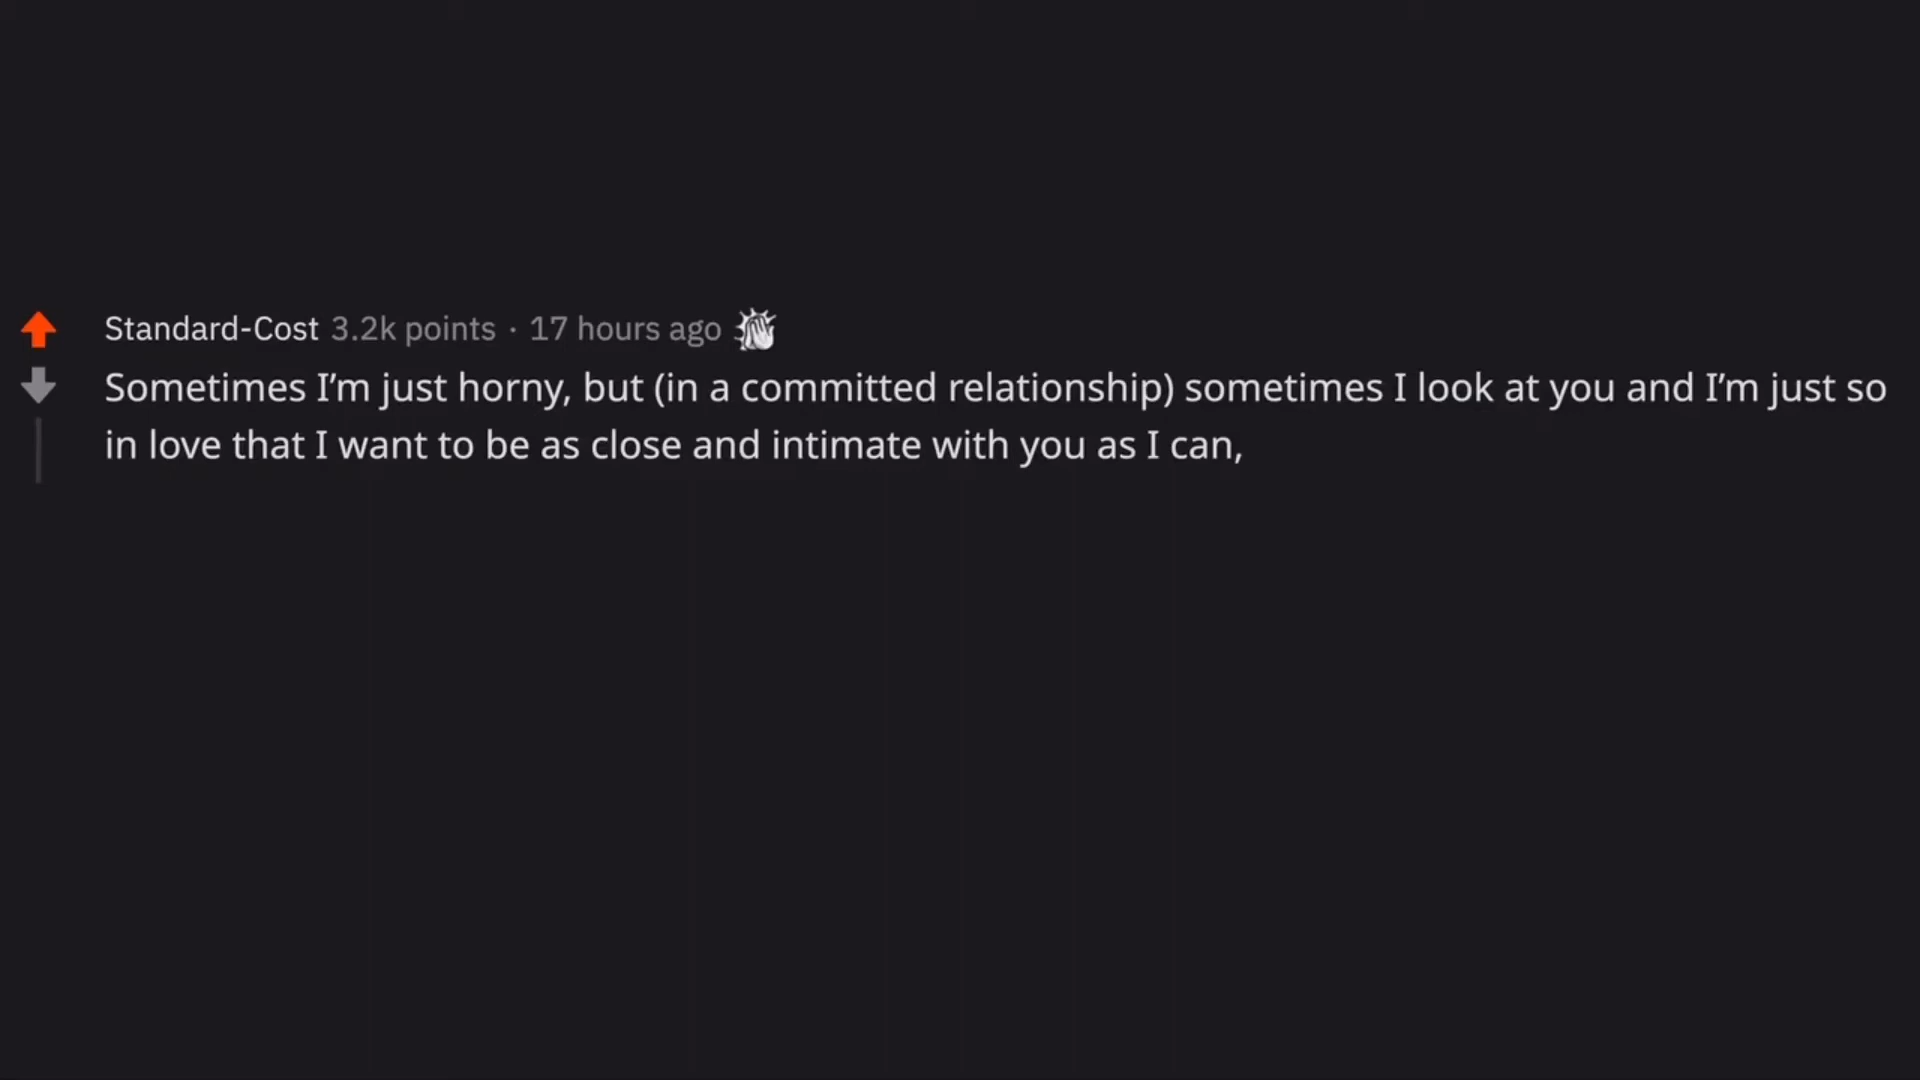 Standard-Cost 3.2k points · 17 hours ago
Sometimes I’m just horny, but (in a committed relationship) sometimes I look at you and I’m just so
in love that I want to be as close and intimate with you as I can,